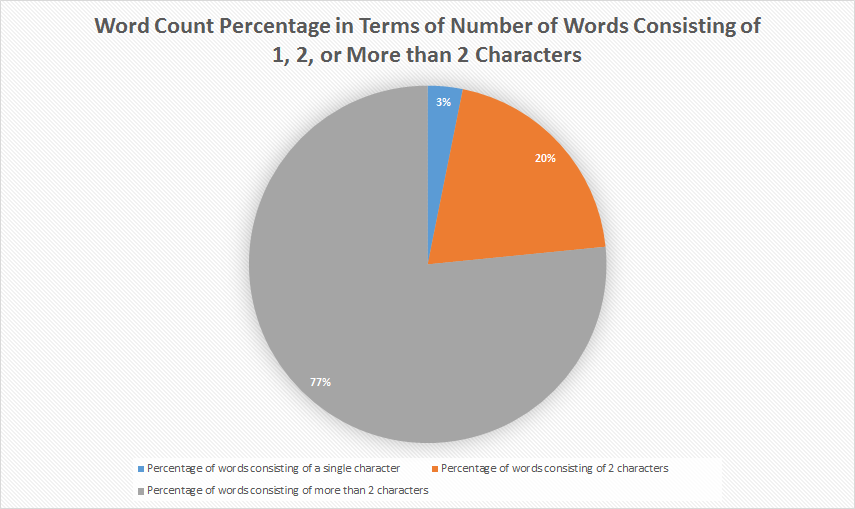 Word Count Percentage in Terms of Number of Words Consisting of
1, 2, or More than 2 Characters
3%
20%
77%
Percentage of words consisting of a single character
Percentage of words consisting of 2 characters
Percentage of words consisting of more than 2 characters